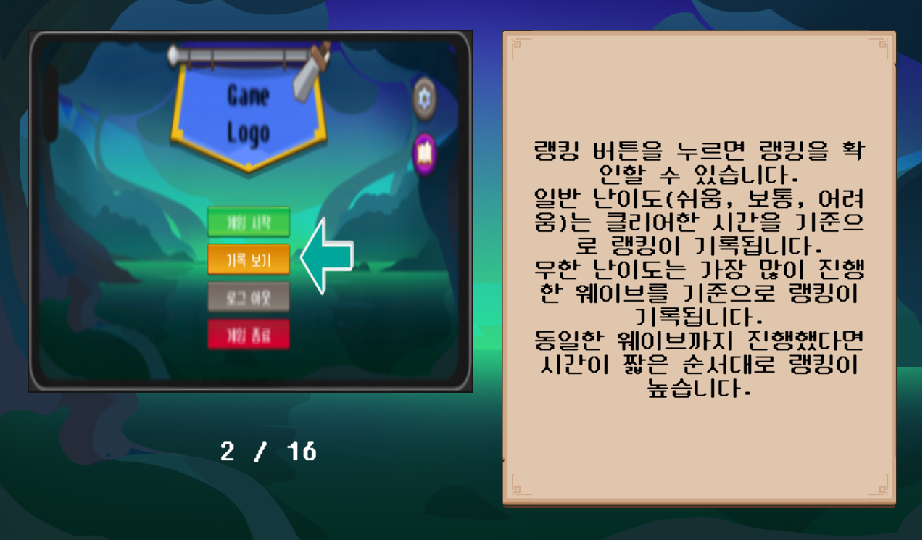 Game
Logo
게임 시작
기록 보기
로그 아웃
게임 종료
2 / 16
랭킹 버튼을 누르면 랭킹을 확
인할 수 있습니다.
일반 난이도(쉬움, 보통, 어려
움)는 클리어한 시간을 기준으
로 랭킹이 기록됩니다.
무한 난이도는 가장 많이 진행
한 웨이브를 기준으로 랭킹이
기록됩니다.
동일한 웨이브까지 진행했다면
시간이 짧은 순서대로 랭킹이
높습니다.